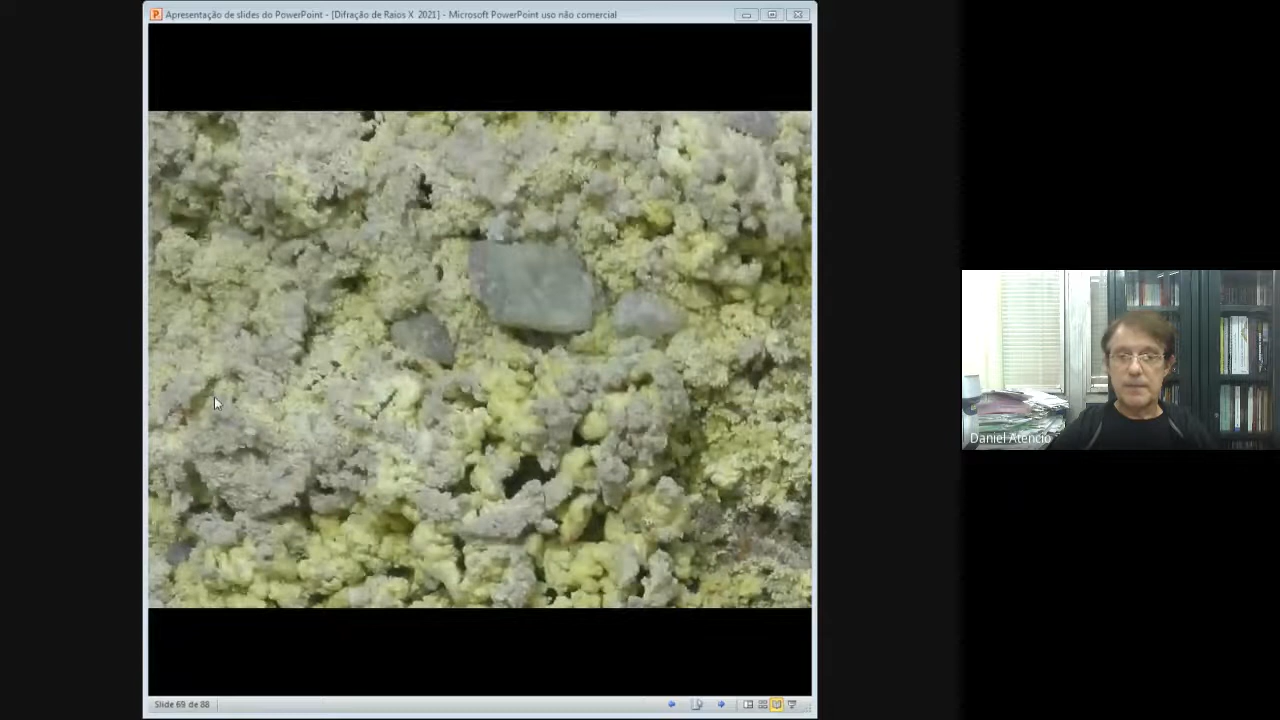 Apresentação de slides do PowerPoint - [Difração de Raios X 2021] - Microsoft PowerPoint uso não comercial
Daniel Atencio
Slide 69 de 88